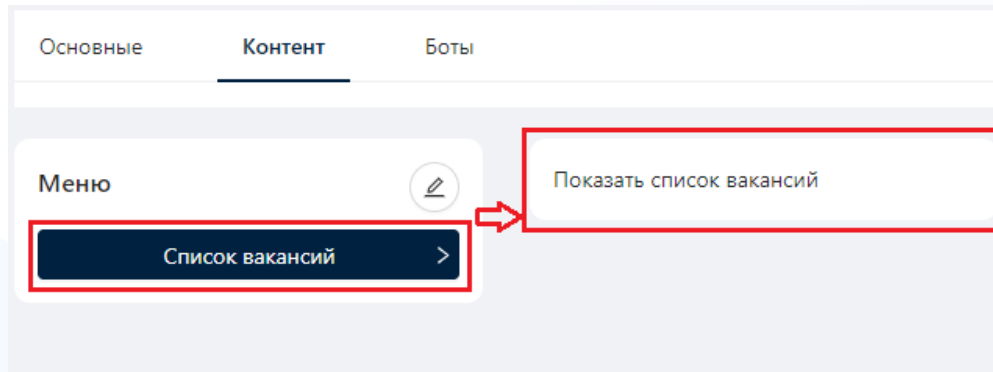 Основные Контент Боты
Меню
Показать список вакансий
Список вакансий